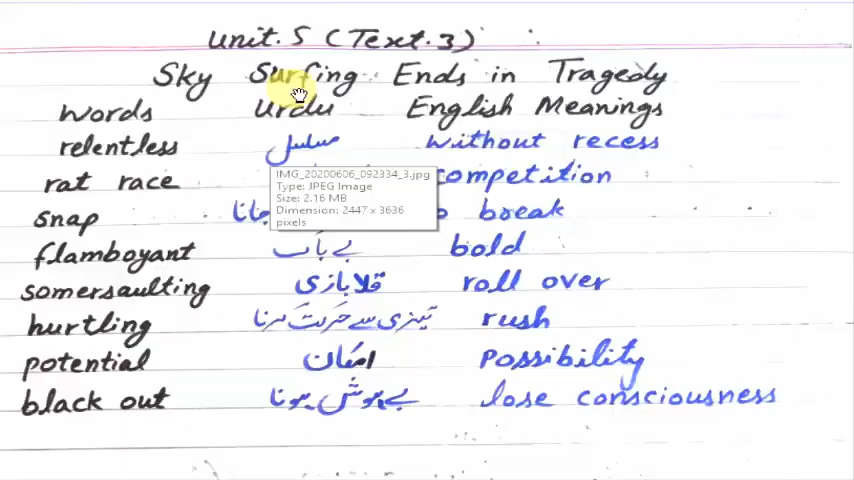 Unit.5 (Text.3)
Sky Surfing Ends in Tragedy
words Urdu English Meanings
relentless مسلسل without recess
rat race competition
snap جانا break
flamboyant بے باک bold
somersaulting قلابازی roll over
hurtling تیزی سے حرکت کرنا rush
potential امکان possibility
black out بے ہوش ہونا lose consciousness
IMG_20200606_092334_3.jpg
Type: JPEG Image
Size: 2.16 MB
Dimension: 2447 x 3636
pixels